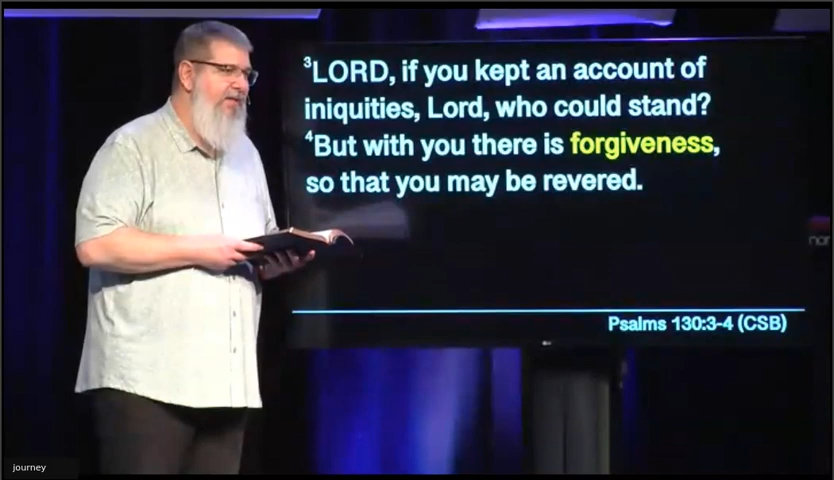 ³LORD, if you kept an account of
iniquities, Lord, who could stand?
⁴But with you there is forgiveness,
so that you may be revered.
Psalms 130:3-4 (CSB)
journey